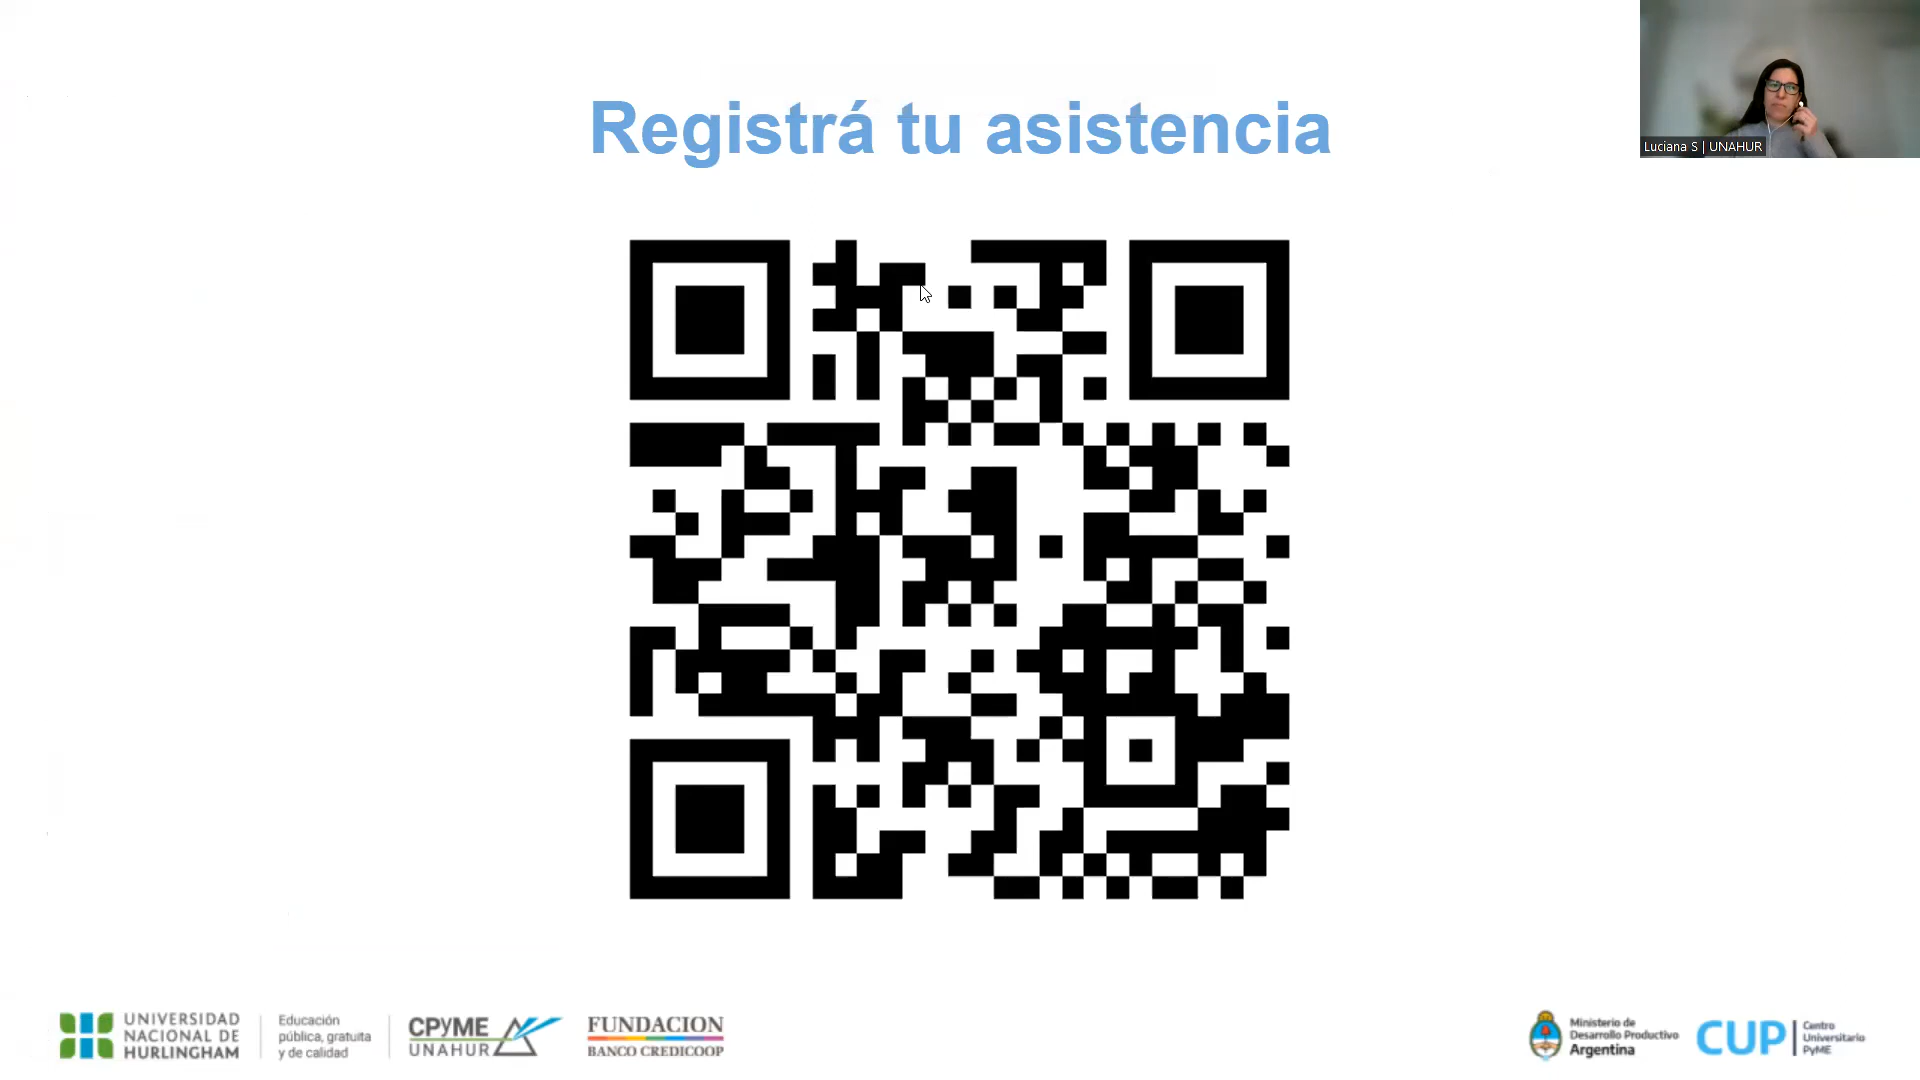 Registrá tu asistencia
Luciana S | UNAHUR
UNIVERSIDAD
NACIONAL DE
HURLINGHAM
Educación
pública, gratuita
y de calidad
CPYME
UNAHUR
FUNDACION
BANCO CREDICOOP
Ministerio de
Desarrollo Productivo
Argentina
CUP
Centro
Universitario
PyME